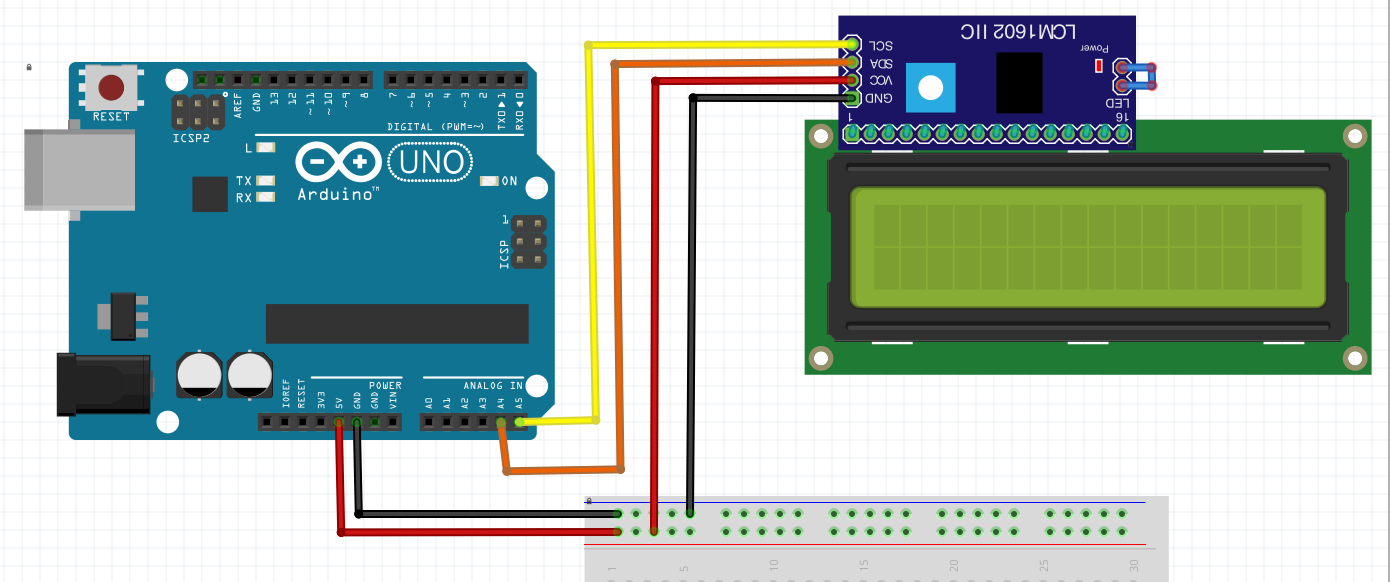 LCM1602 IIC
SCL
SDA
VCC
GND
Power
LED
1
16
RESET
ICSP2
AREF
GND
13
12
~11
~10
~9
8
7
~6
~5
4
~3
2
TXD▶1
RXD◀0
DIGITAL (PWM=~)
L
TX
RX
UNO
Arduino™
ON
1
ICSP
POWER
ANALOG IN
IOREF
RESET
3V3
5V
GND
GND
VIN
A0
A1
A2
A3
A4
A5
1
5
10
15
20
25
30